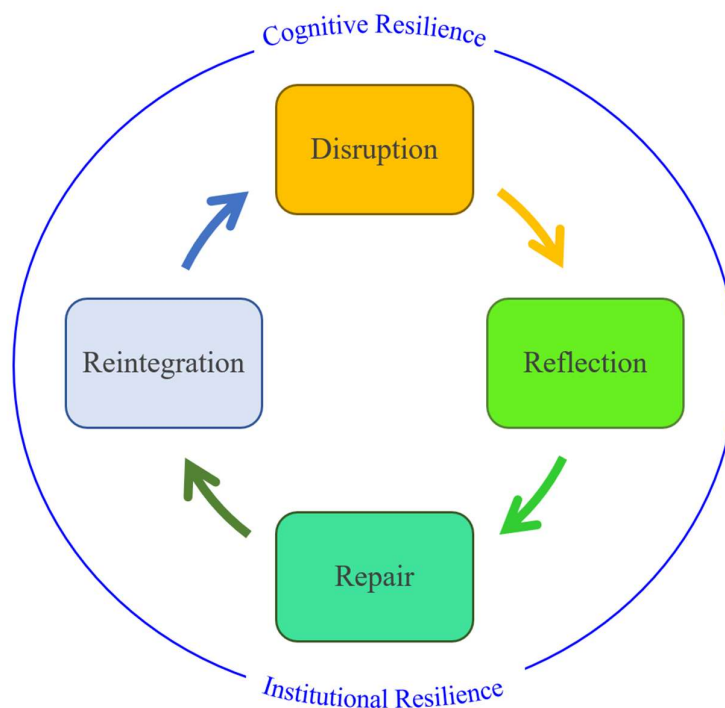 Cognitive Resilience
Disruption
Reintegration
Reflection
Repair
Institutional Resilience